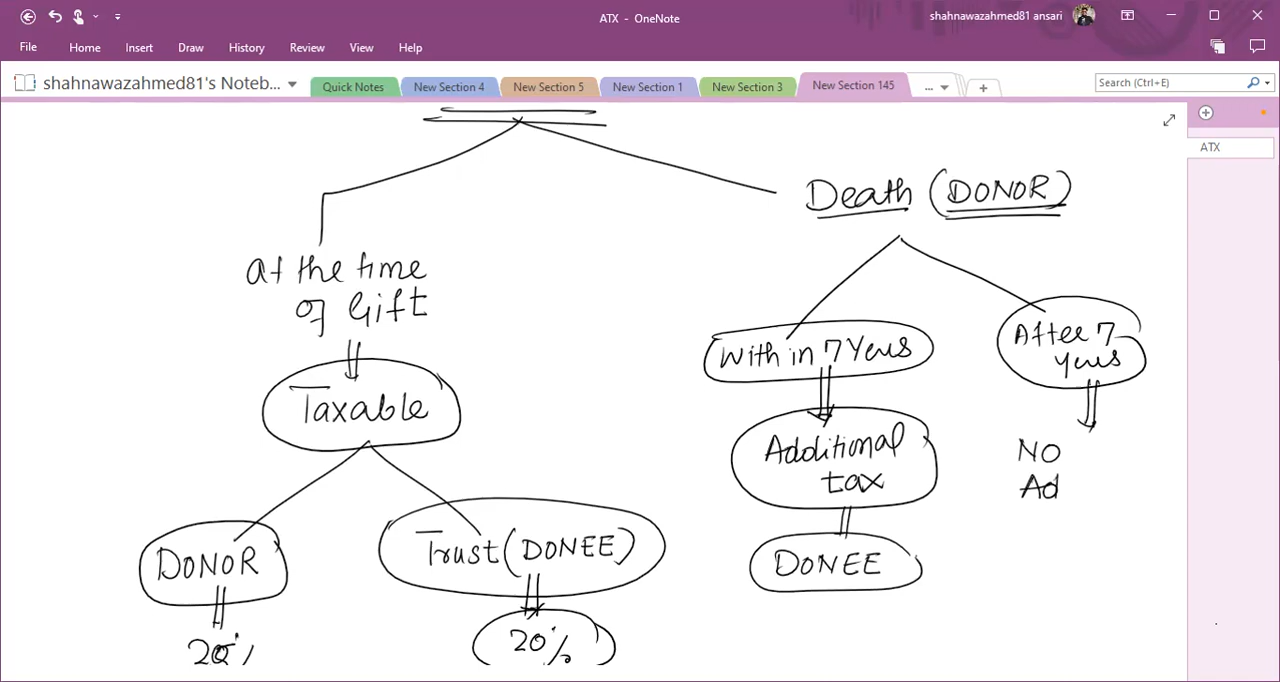 ATX - OneNote
shahnawazahmed81 ansari
File Home Insert Draw History Review View Help
shahnawazahmed81's Noteb...
Quick Notes New Section 4 New Section 5 New Section 1 New Section 3 New Section 145 ...
Search (Ctrl+E)
ATX
Death (DONOR)
at the time
of Gift
Taxable
DONOR
20%
Trust (DONEE)
20%
With in 7 Yers
Additional
tax
DONEE
After 7
yers
NO
Ad